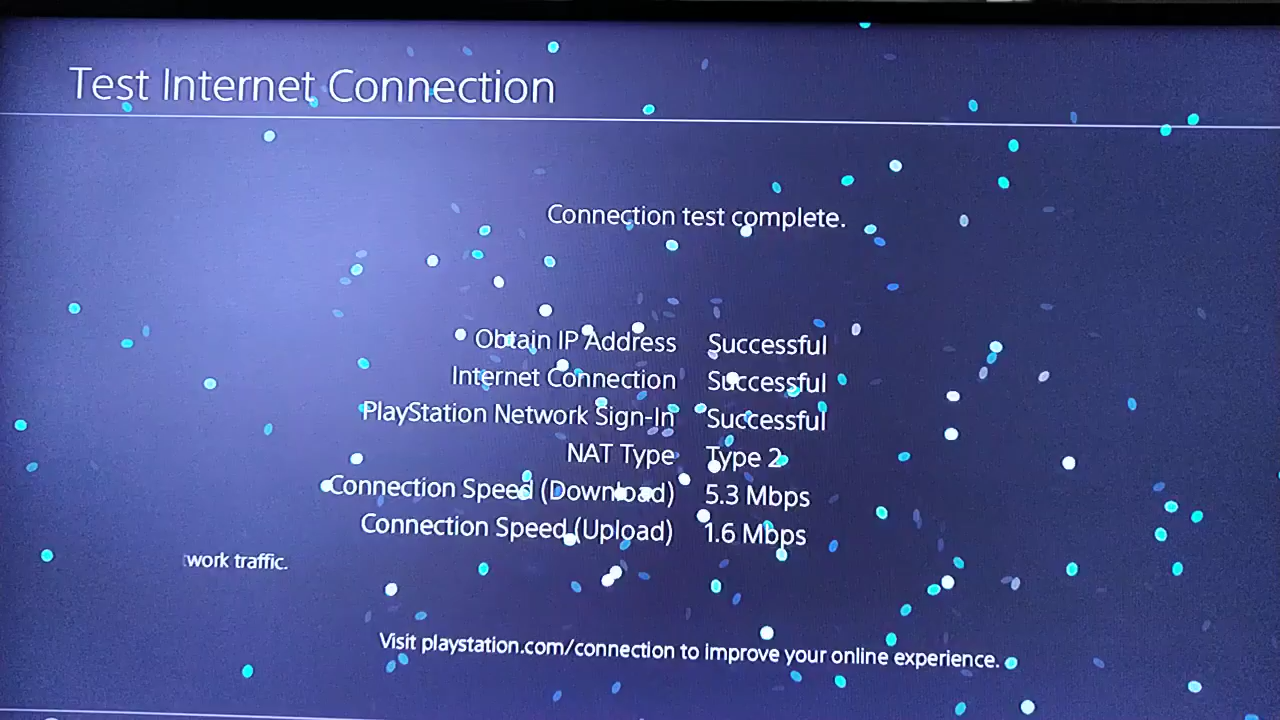 Test Internet Connection
Connection test complete.
Obtain IP Address Successful
Internet Connection Successful
PlayStation Network Sign-In Successful
NAT Type Type 2
Connection Speed (Download) 5.3 Mbps
Connection Speed (Upload) 1.6 Mbps
work traffic.
Visit playstation.com/connection to improve your online experience.